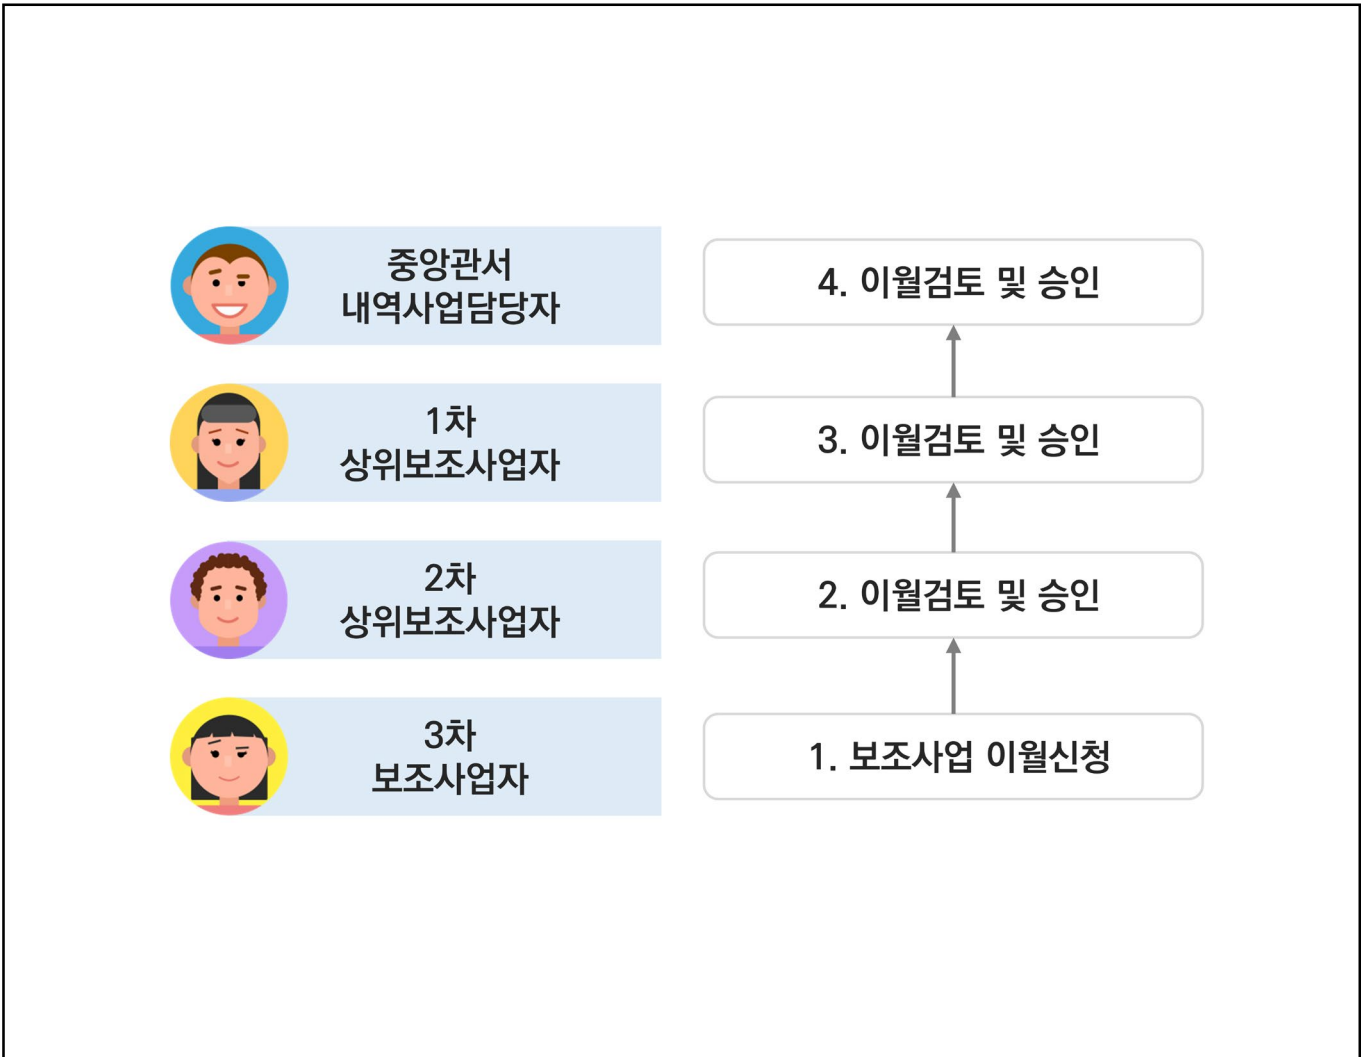 중앙관서
내역사업담당자
4. 이월검토 및 승인
1차
상위보조사업자
3. 이월검토 및 승인
2차
상위보조사업자
2. 이월검토 및 승인
3차
보조사업자
1. 보조사업 이월신청